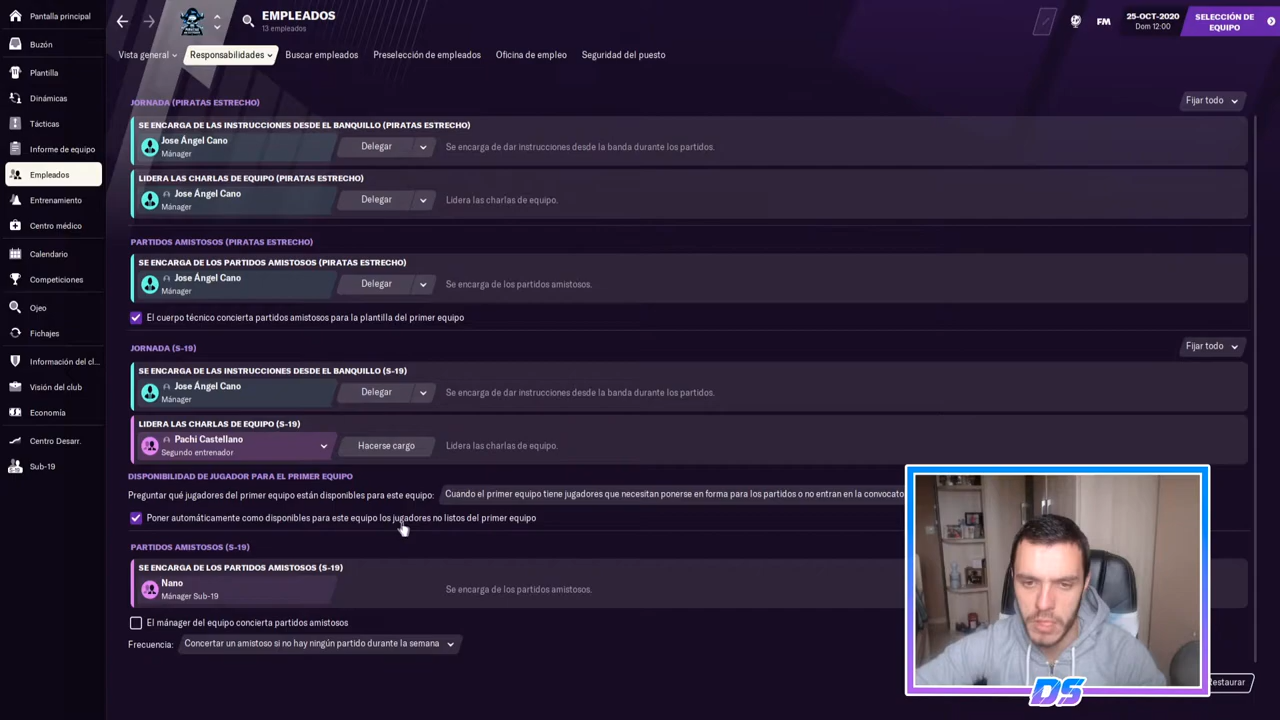 Pantalla principal
EMPLEADOS
13 empleados
25-OCT-2020
Dom 12:00
FM
SELECCIÓN DE
EQUIPO
Buzón
Plantilla
Dinámicas
Tácticas
Informe de equipo
Empleados
Entrenamiento
Centro médico
Calendario
Competiciones
Ojeo
Fichajes
Información del cl...
Visión del club
Economía
Centro Desarr.
Sub-19
Vista general
Responsabilidades
Buscar empleados
Preselección de empleados
Oficina de empleo
Seguridad del puesto
JORNADA (PIRATAS ESTRECHO)
Fijar todo
SE ENCARGA DE LAS INSTRUCCIONES DESDE EL BANQUILLO (PIRATAS ESTRECHO)
Jose Ángel Cano
Mánager
Delegar
Se encarga de dar instrucciones desde la banda durante los partidos.
LIDERA LAS CHARLAS DE EQUIPO (PIRATAS ESTRECHO)
Jose Ángel Cano
Mánager
Delegar
Lidera las charlas de equipo.
PARTIDOS AMISTOSOS (PIRATAS ESTRECHO)
SE ENCARGA DE LOS PARTIDOS AMISTOSOS (PIRATAS ESTRECHO)
Jose Ángel Cano
Mánager
Delegar
Se encarga de los partidos amistosos.
El cuerpo técnico concierta partidos amistosos para la plantilla del primer equipo
JORNADA (S-19)
Fijar todo
SE ENCARGA DE LAS INSTRUCCIONES DESDE EL BANQUILLO (S-19)
Jose Ángel Cano
Mánager
Delegar
Se encarga de dar instrucciones desde la banda durante los partidos.
LIDERA LAS CHARLAS DE EQUIPO (S-19)
Pachi Castellano
Segundo entrenador
Hacerse cargo
Lidera las charlas de equipo.
DISPONIBILIDAD DE JUGADOR PARA EL PRIMER EQUIPO
Preguntar qué jugadores del primer equipo están disponibles para este equipo:
Cuando el primer equipo tiene jugadores que necesitan ponerse en forma para los partidos o no entran en la convocato
Poner automáticamente como disponibles para este equipo los jugadores no listos del primer equipo
PARTIDOS AMISTOSOS (S-19)
SE ENCARGA DE LOS PARTIDOS AMISTOSOS (S-19)
Nano
Mánager Sub-19
Se encarga de los partidos amistosos.
El mánager del equipo concierta partidos amistosos
Frecuencia:
Concertar un amistoso si no hay ningún partido durante la semana
Restaurar
DS